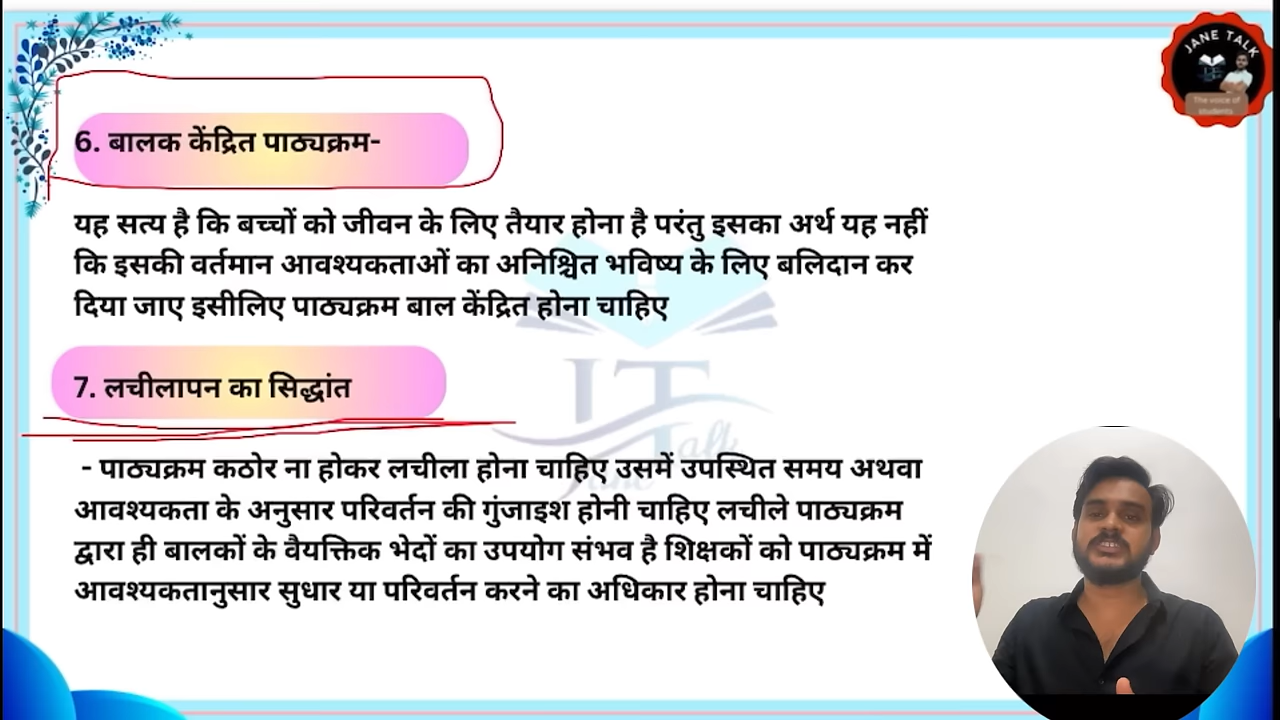 JANE TALK
The voice of
students
6. बालक केंद्रित पाठ्यक्रम-
यह सत्य है कि बच्चों को जीवन के लिए तैयार होना है परंतु इसका अर्थ यह नहीं
कि इसकी वर्तमान आवश्यकताओं का अनिश्चित भविष्य के लिए बलिदान कर
दिया जाए इसीलिए पाठ्यक्रम बाल केंद्रित होना चाहिए
7. लचीलापन का सिद्धांत
- पाठ्यक्रम कठोर ना होकर लचीला होना चाहिए उसमें उपस्थित समय अथवा
आवश्यकता के अनुसार परिवर्तन की गुंजाइश होनी चाहिए लचीले पाठ्यक्रम
द्वारा ही बालकों के वैयक्तिक भेदों का उपयोग संभव है शिक्षकों को पाठ्यक्रम में
आवश्यकतानुसार सुधार या परिवर्तन करने का अधिकार होना चाहिए